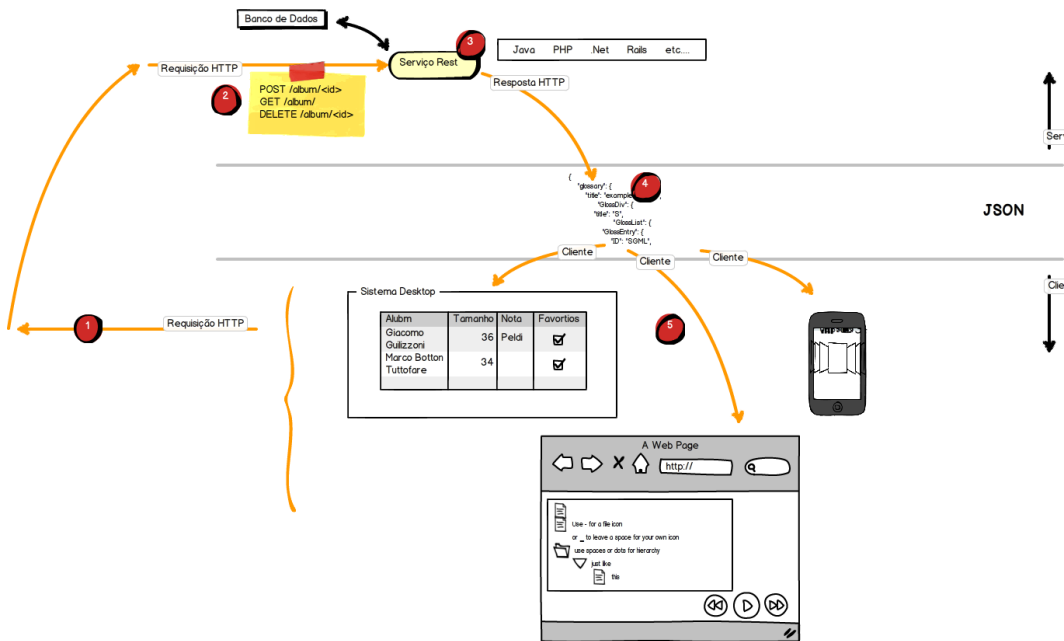 Banco de Dados
3
Serviço Rest
Java PHP .Net Rails etc....
Requisição HTTP
Resposta HTTP
2
POST /album/<id>
GET /album/
DELETE /album/<id>
Serv
4
{
"glossary": {
"title": "example
"GlossDiv": {
"title": "S",
"GlossList": {
"GlossEntry": {
"ID": "SGML",
JSON
Cliente
Cliente
Cliente
Clie
1
Requisição HTTP
Sistema Desktop
Alubm Tamanho Nota Favortios
Giacomo
Guilizzoni 36 Peldi
Marco Botton
Tuttofare 34
5
A Web Page
http://
Use - for a file icon
or _ to leave a space for your own icon
use spaces or dots for hierarchy
just like
this